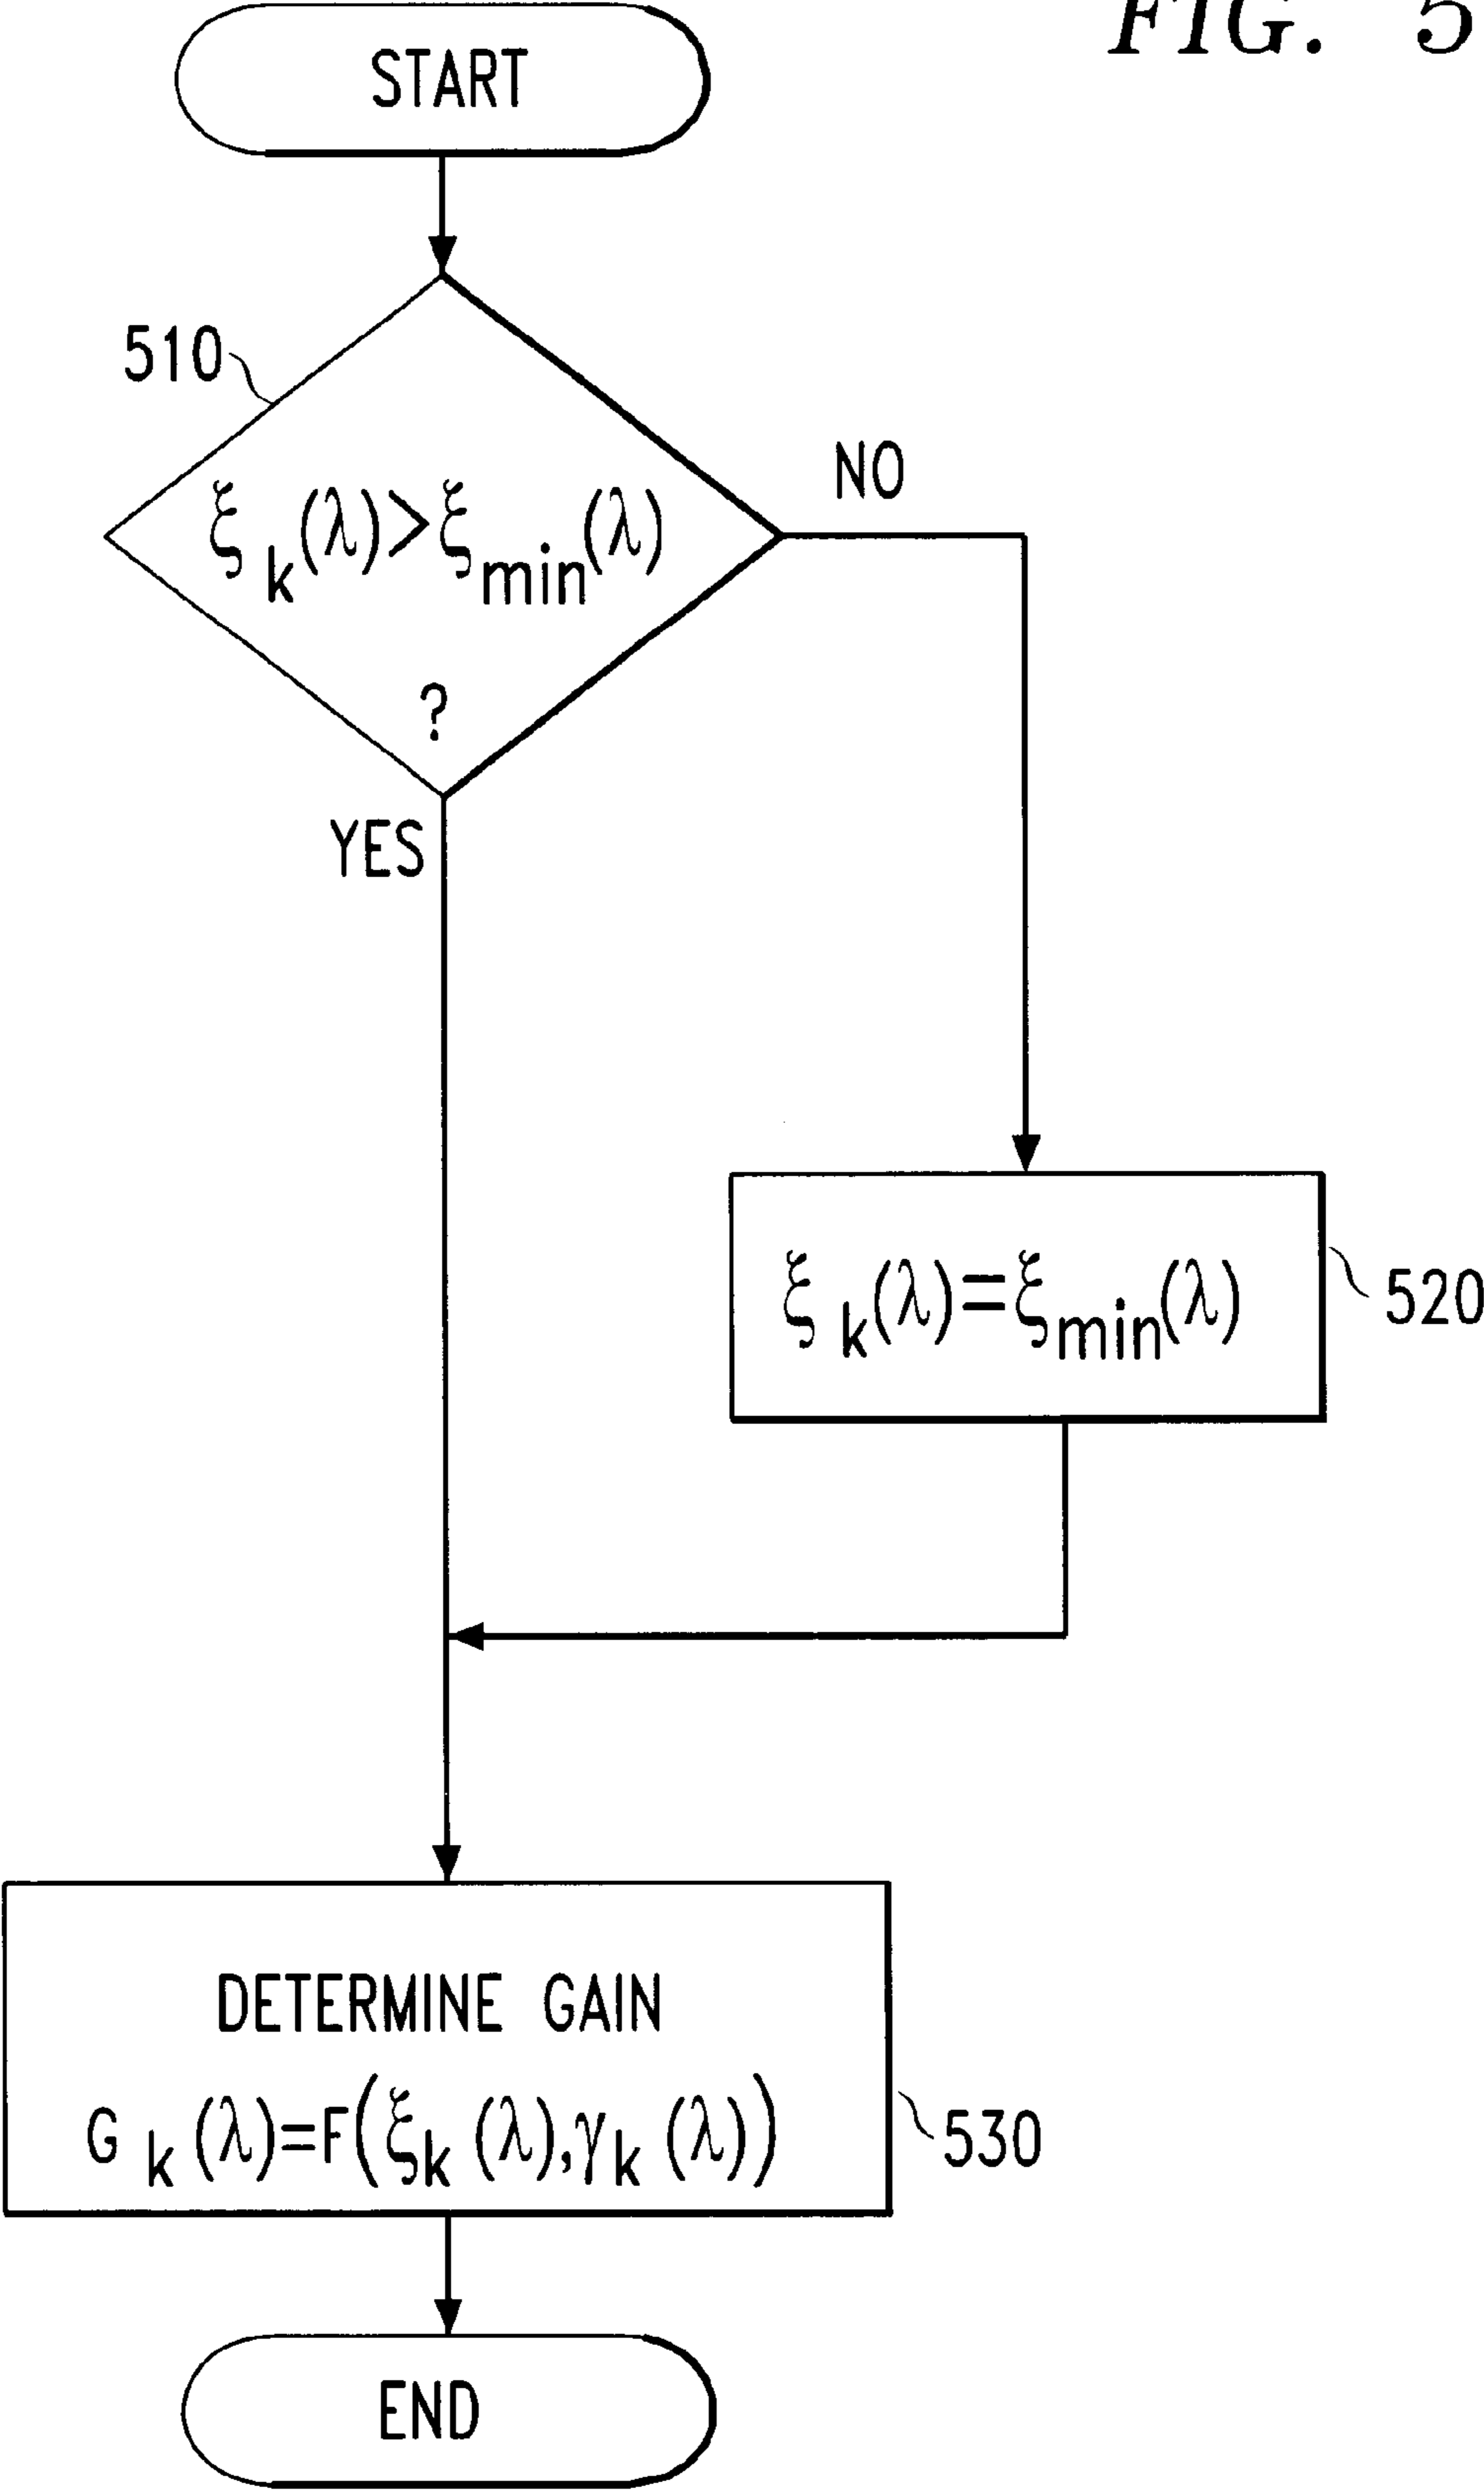 FIG. 5
START
510
ξk(λ)>ξmin(λ)
?
NO
YES
ξk(λ)=ξmin(λ)
520
DETERMINE GAIN
Gk(λ)=F(ξk(λ),γk(λ))
530
END